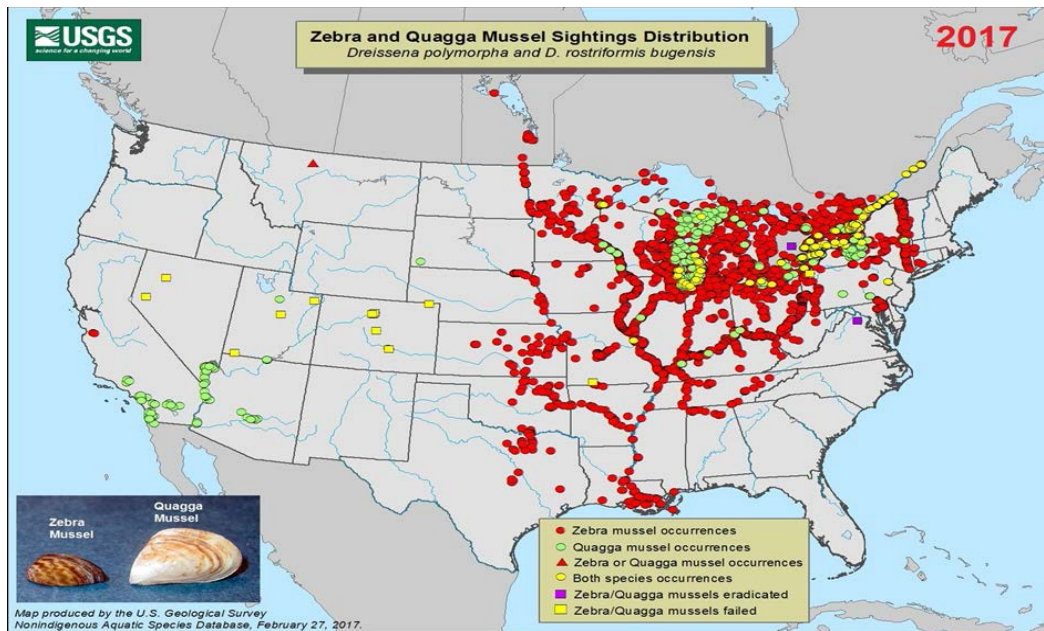 USGS
science for a changing world
Zebra and Quagga Mussel Sightings Distribution
Dreissena polymorpha and D. rostriformis bugensis
2017
Zebra
Mussel
Quagga
Mussel
Zebra mussel occurrences
Quagga mussel occurrences
Zebra or Quagga mussel occurrences
Both species occurrences
Zebra/Quagga mussels eradicated
Zebra/Quagga mussels failed
Map produced by the U.S. Geological Survey
Nonindigenous Aquatic Species Database, February 27, 2017.